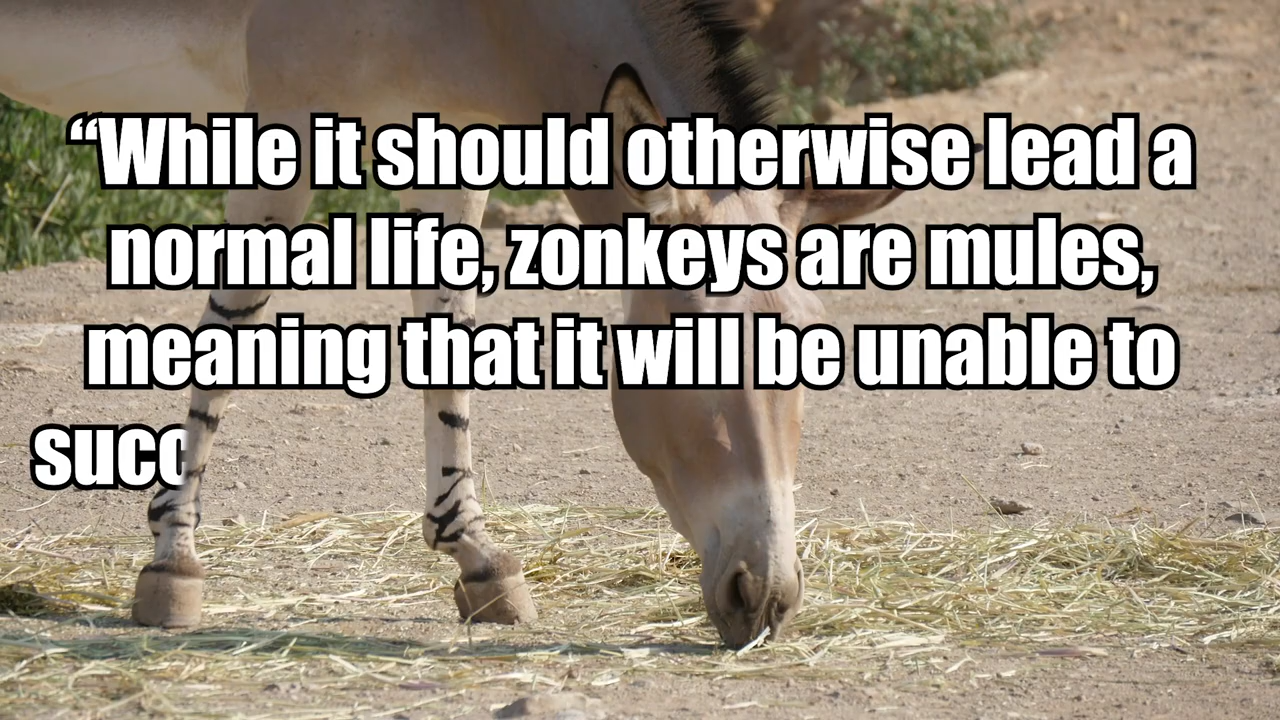 “While it should otherwise lead a
normal life, zonkeys are mules,
meaning that it will be unable to
succ